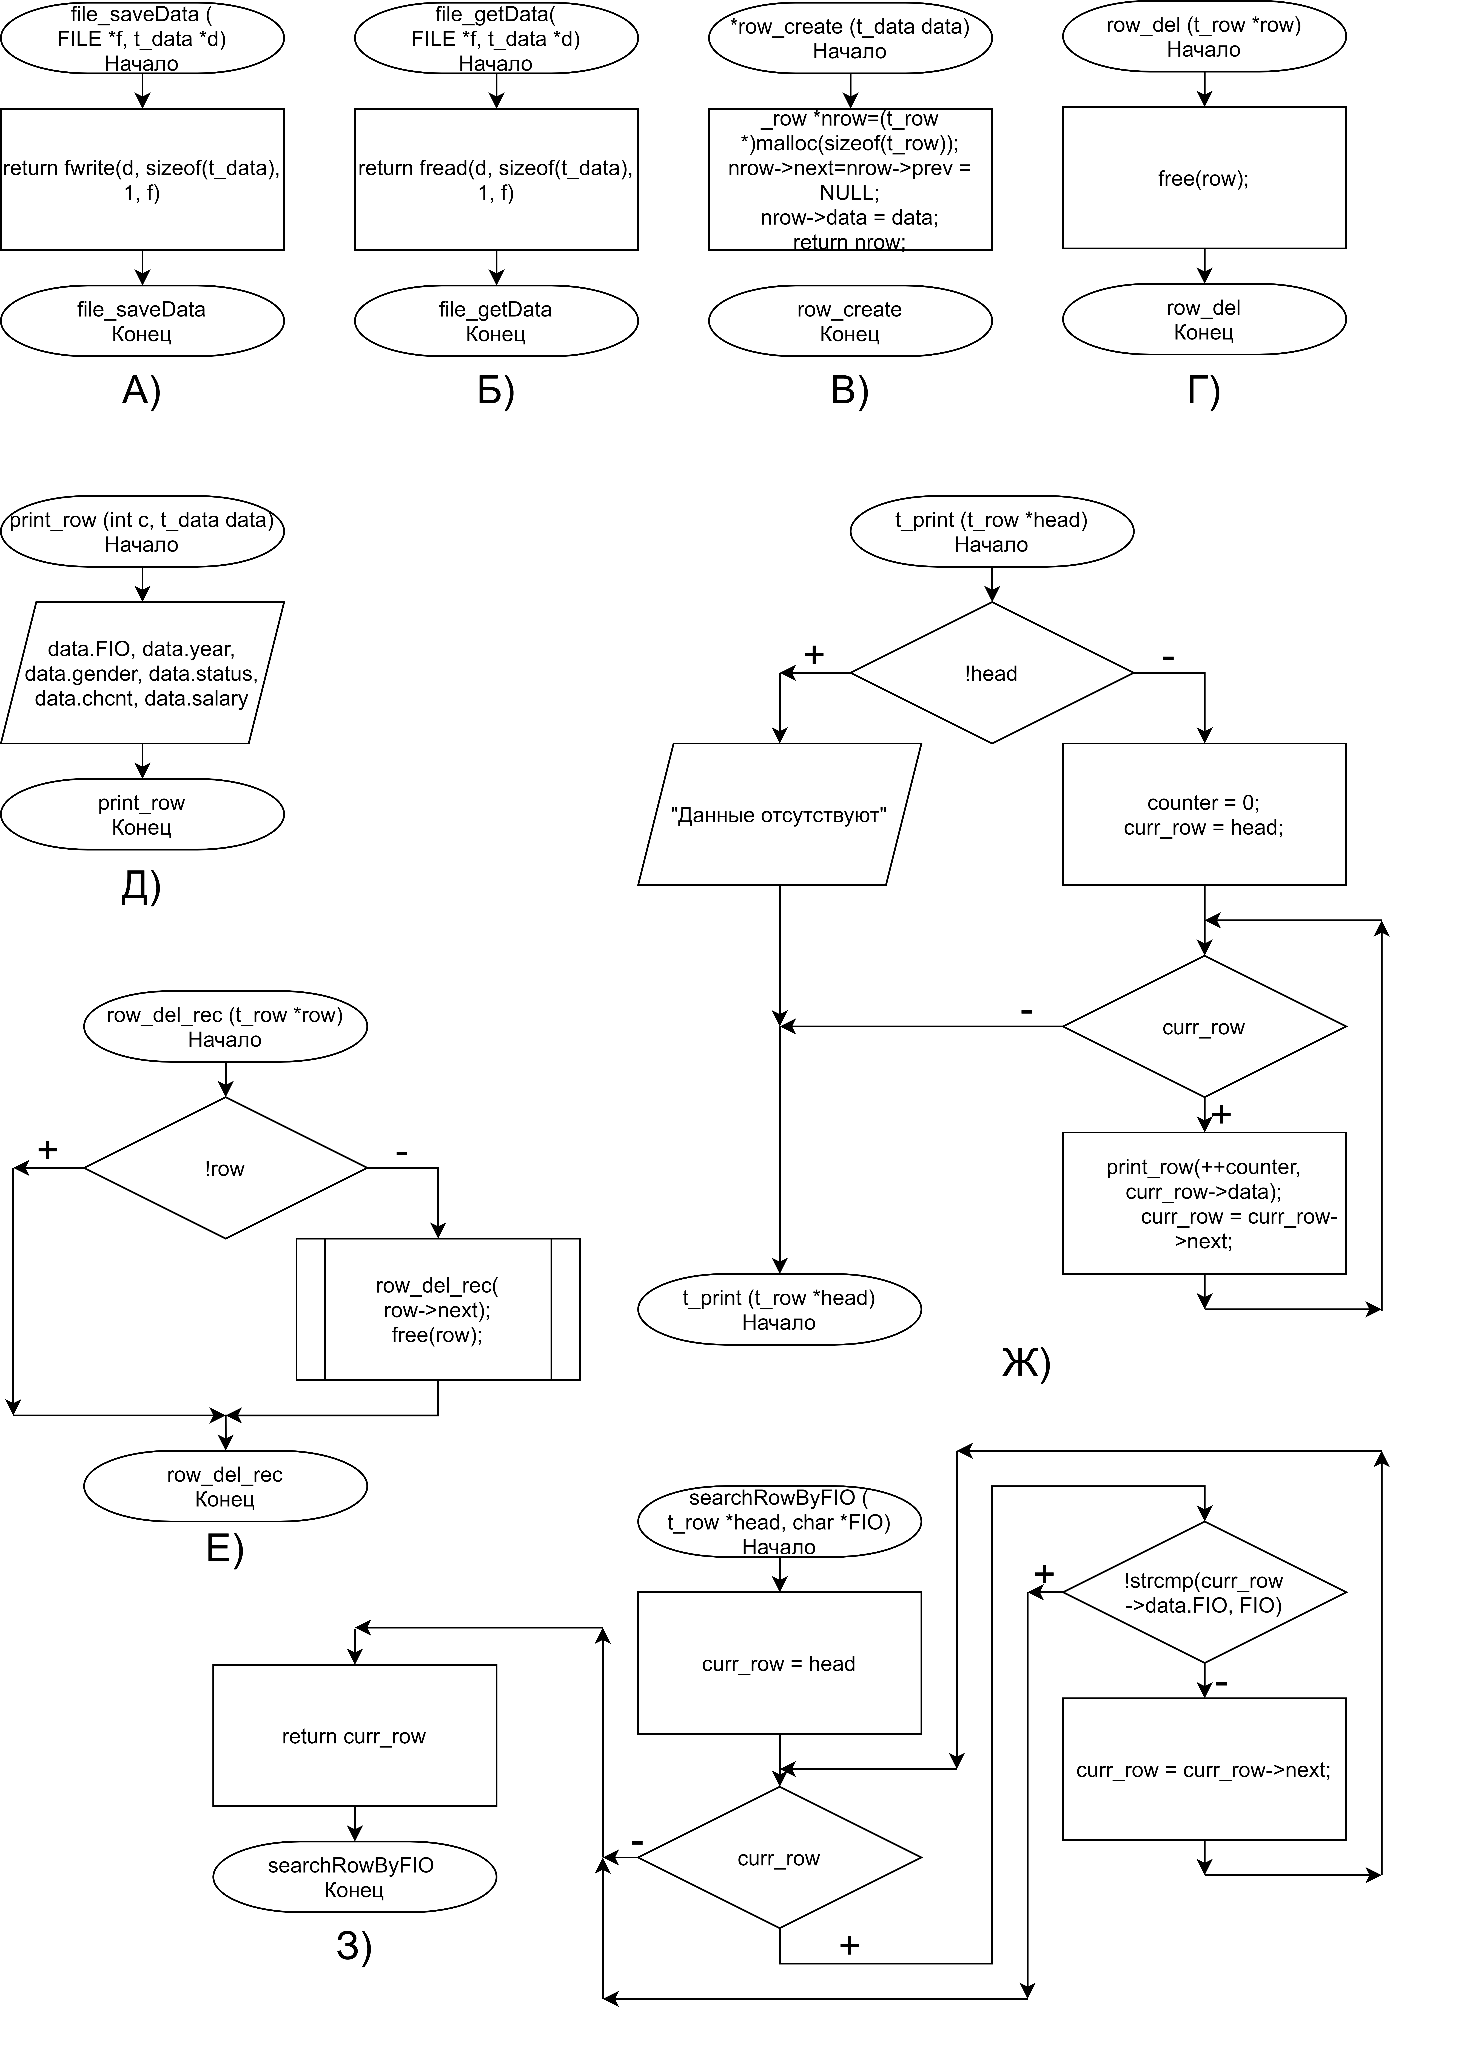 file_saveData (
FILE *f, t_data *d)
Начало
return fwrite(d, sizeof(t_data),
1, f)
file_saveData
Конец
А)
file_getData(
FILE *f, t_data *d)
Начало
return fread(d, sizeof(t_data),
1, f)
file_getData
Конец
Б)
*row_create (t_data data)
Начало
_row *nrow=(t_row
*)malloc(sizeof(t_row));
nrow->next=nrow->prev =
NULL;
nrow->data = data;
return nrow;
row_create
Конец
В)
row_del (t_row *row)
Начало
free(row);
row_del
Конец
Г)
print_row (int c, t_data data)
Начало
data.FIO, data.year,
data.gender, data.status,
data.chcnt, data.salary
print_row
Конец
Д)
t_print (t_row *head)
Начало
!head
+
-
"Данные отсутствуют"
counter = 0;
curr_row = head;
curr_row
-
+
print_row(++counter,
curr_row->data);
curr_row = curr_row-
>next;
t_print (t_row *head)
Начало
Ж)
row_del_rec (t_row *row)
Начало
!row
+
-
row_del_rec(
row->next);
free(row);
row_del_rec
Конец
Е)
searchRowByFIO (
t_row *head, char *FIO)
Начало
curr_row = head
curr_row
-
+
!strcmp(curr_row
->data.FIO, FIO)
+
-
curr_row = curr_row->next;
return curr_row
searchRowByFIO
Конец
З)